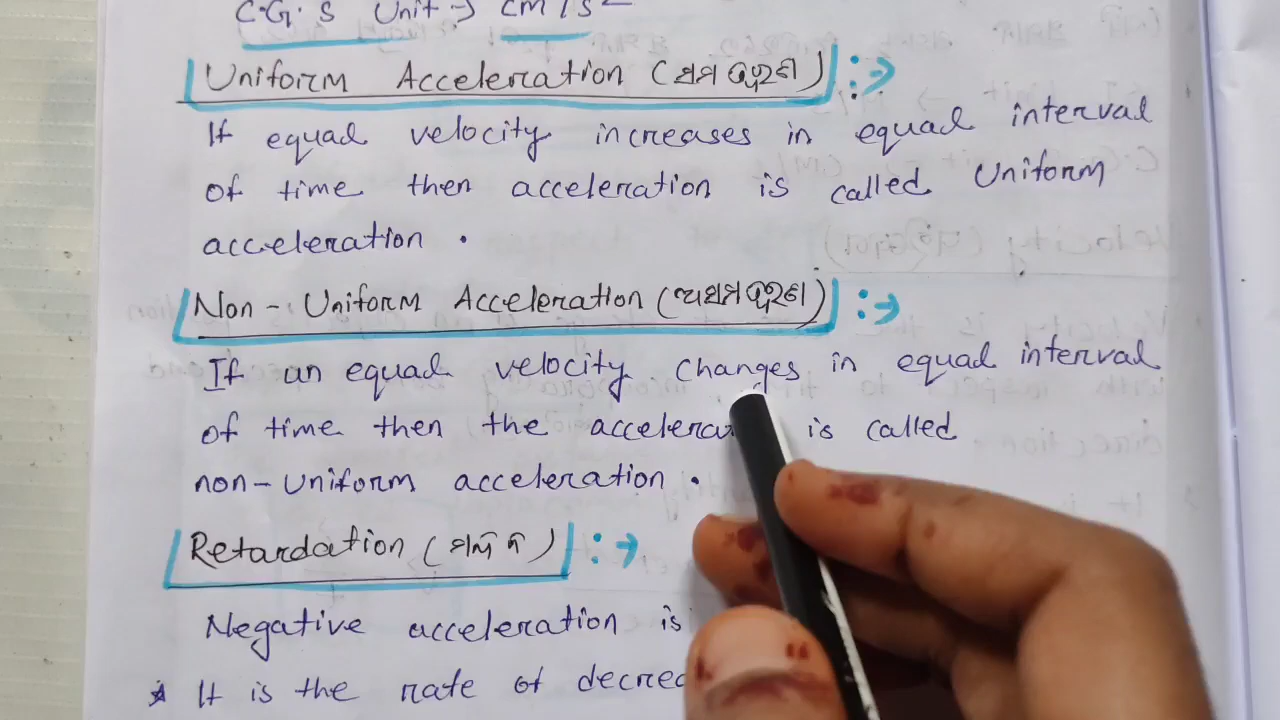 C.G.S Unit → cm/s²
Uniform Acceleration (ସମ ତ୍ୱରଣ) :→
If equal velocity increases in equal interval
of time then acceleration is called Uniform
acceleration .
Non-Uniform Acceleration (ଅସମ ତ୍ୱରଣ) :→
If an equal velocity changes in equal interval
of time then the accelerat is called
non-uniform acceleration .
Retardation ( ) :→
Negative acceleration is
* It is the rate of decrea